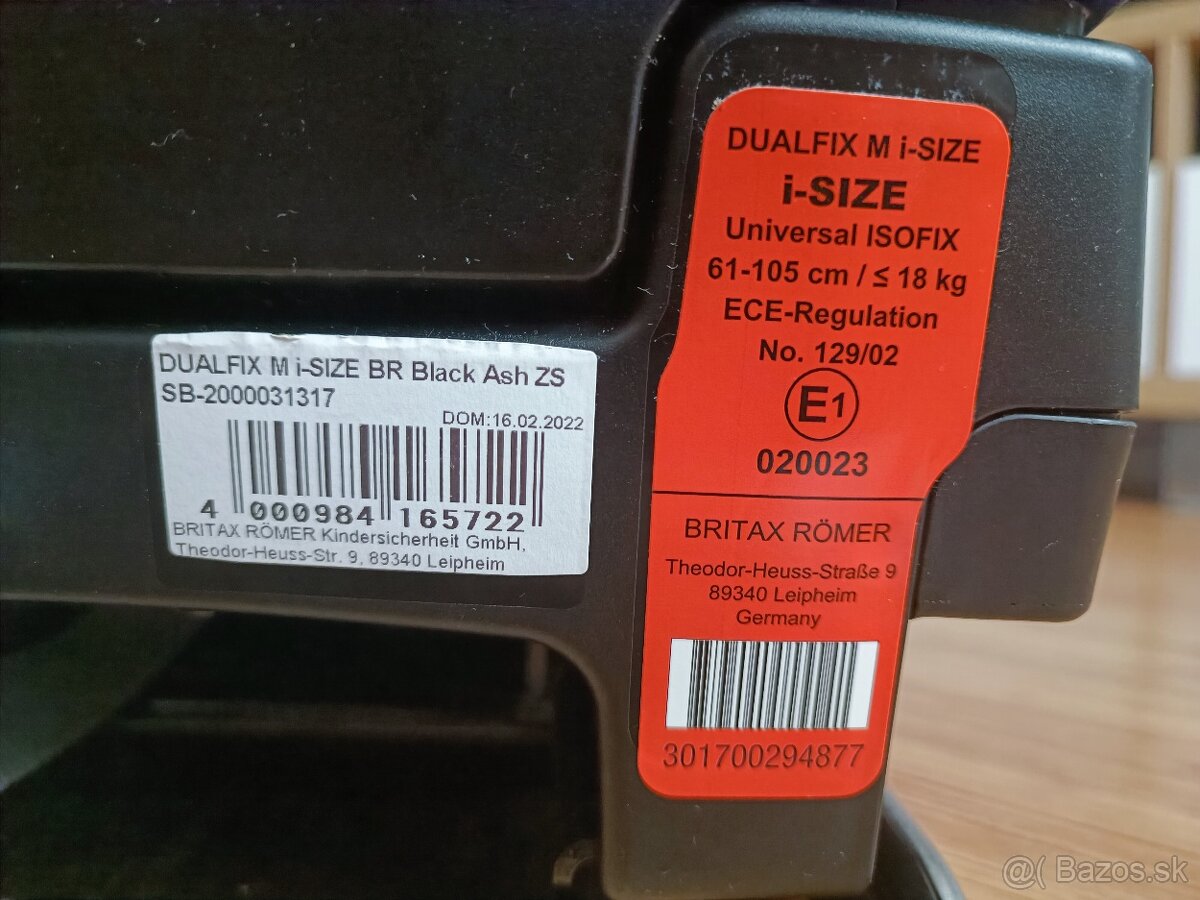 DUALFIX M i-SIZE BR Black Ash ZS
SB-2000031317
DOM:16.02.2022
4 000984 165722
BRITAX RÖMER Kindersicherheit GmbH,
Theodor-Heuss-Str. 9, 89340 Leipheim
DUALFIX M i-SIZE
i-SIZE
Universal ISOFIX
61-105 cm / ≤ 18 kg
ECE-Regulation
No. 129/02
E1
020023
BRITAX RÖMER
Theodor-Heuss-Straße 9
89340 Leipheim
Germany
301700294877
@( Bazos.sk